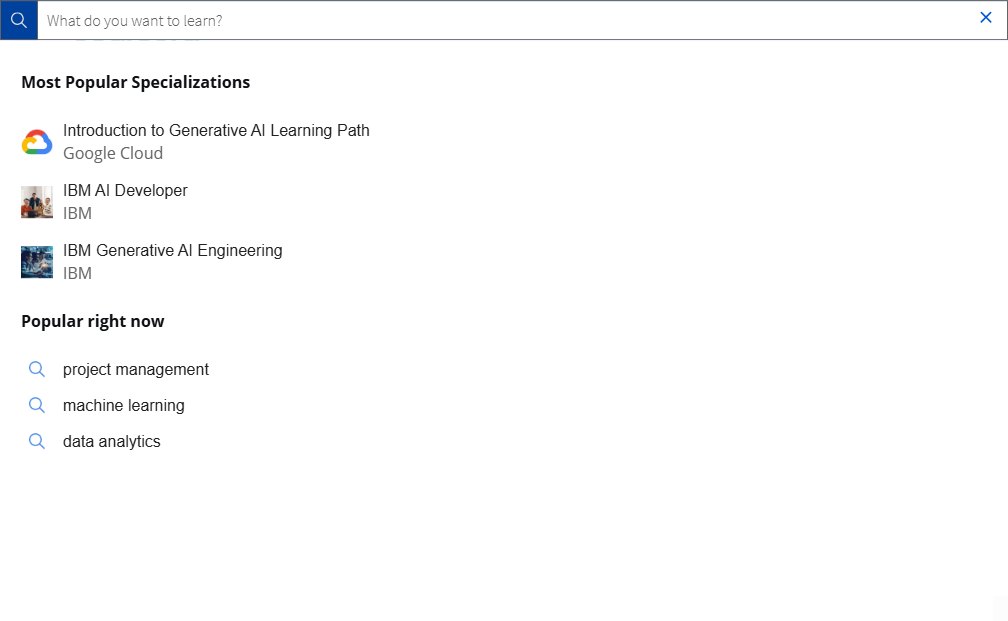 What do you want to learn?
Most Popular Specializations
Introduction to Generative AI Learning Path
Google Cloud
IBM AI Developer
IBM
IBM Generative AI Engineering
IBM
Popular right now
project management
machine learning
data analytics